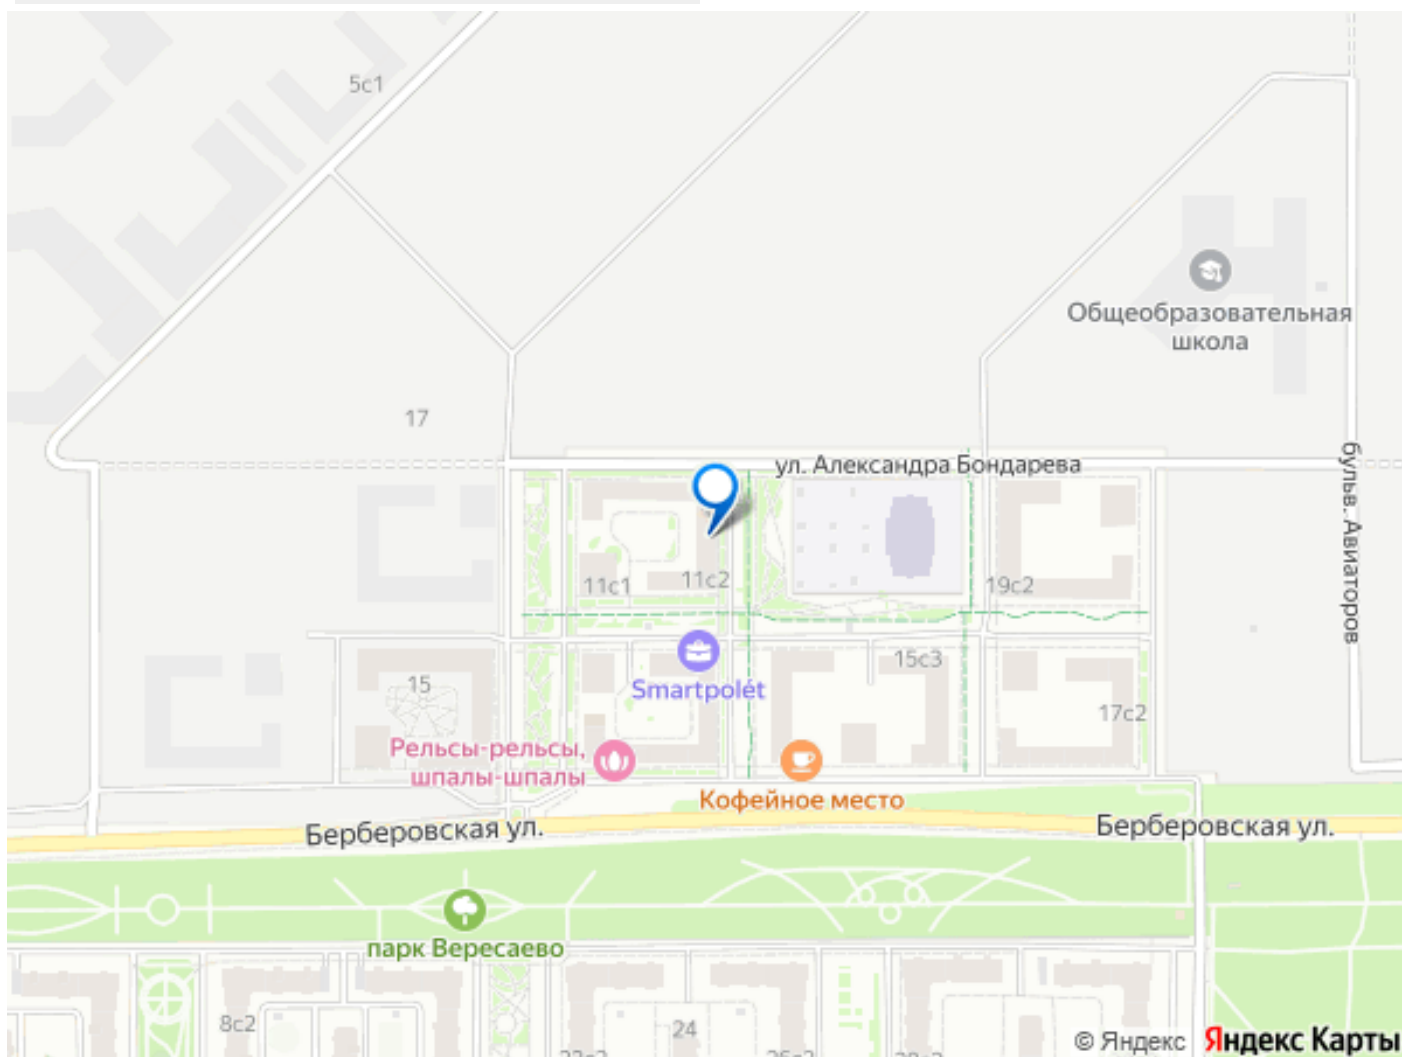 5с1
Общеобразовательная
школа
17
ул. Александра Бондарева
бульв. Авиаторов
11с1
11с2
19с2
15с3
15
Smartpolét
17с2
Рельсы-рельсы,
шпалы-шпалы
Кофейное место
Берберовская ул.
Берберовская ул.
парк Вересаево
8с2
24
© Яндекс
Яндекс Карты